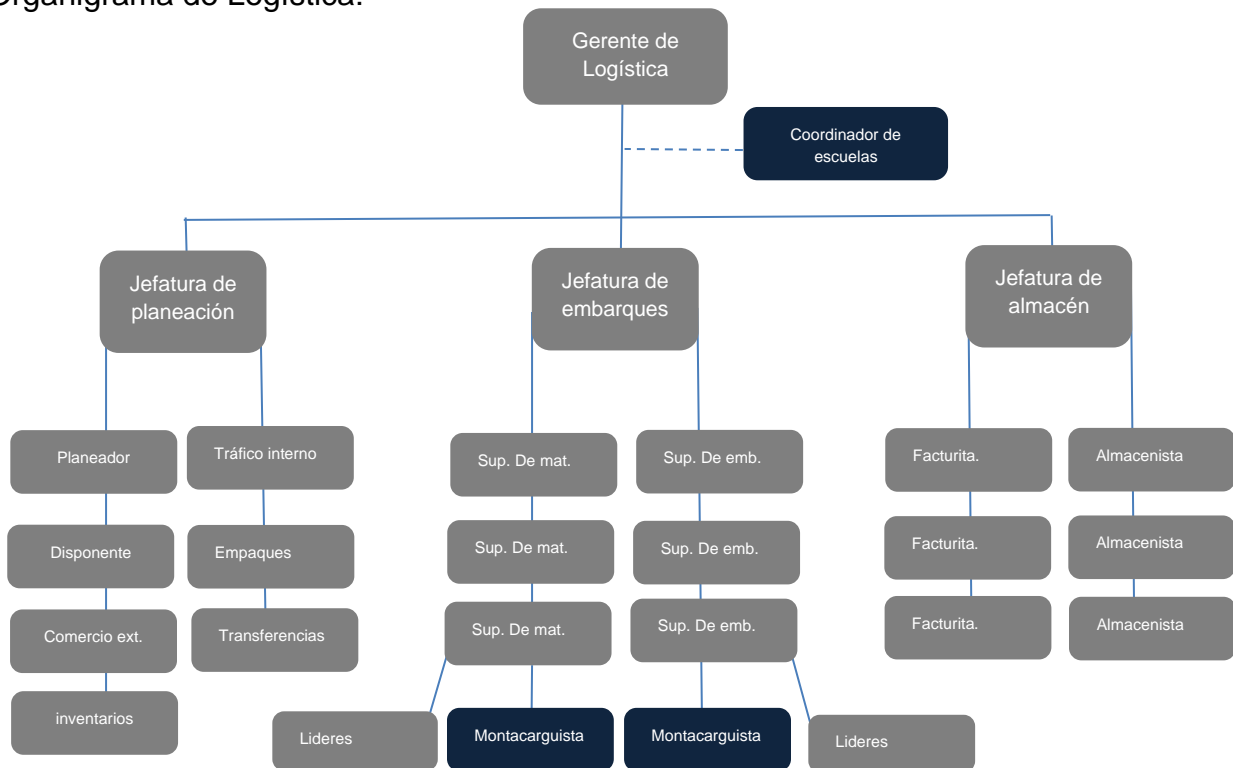 Organigrama de Logística.
Gerente de
Logística
Coordinador de
escuelas
Jefatura de
planeación
Jefatura de
embarques
Jefatura de
almacén
Planeador
Tráfico interno
Sup. De mat.
Sup. De emb.
Facturita.
Almacenista
Disponente
Empaques
Sup. De mat.
Sup. De emb.
Facturita.
Almacenista
Comercio ext.
Transferencias
Sup. De mat.
Sup. De emb.
Facturita.
Almacenista
inventarios
Lideres
Montacarguista
Montacarguista
Lideres